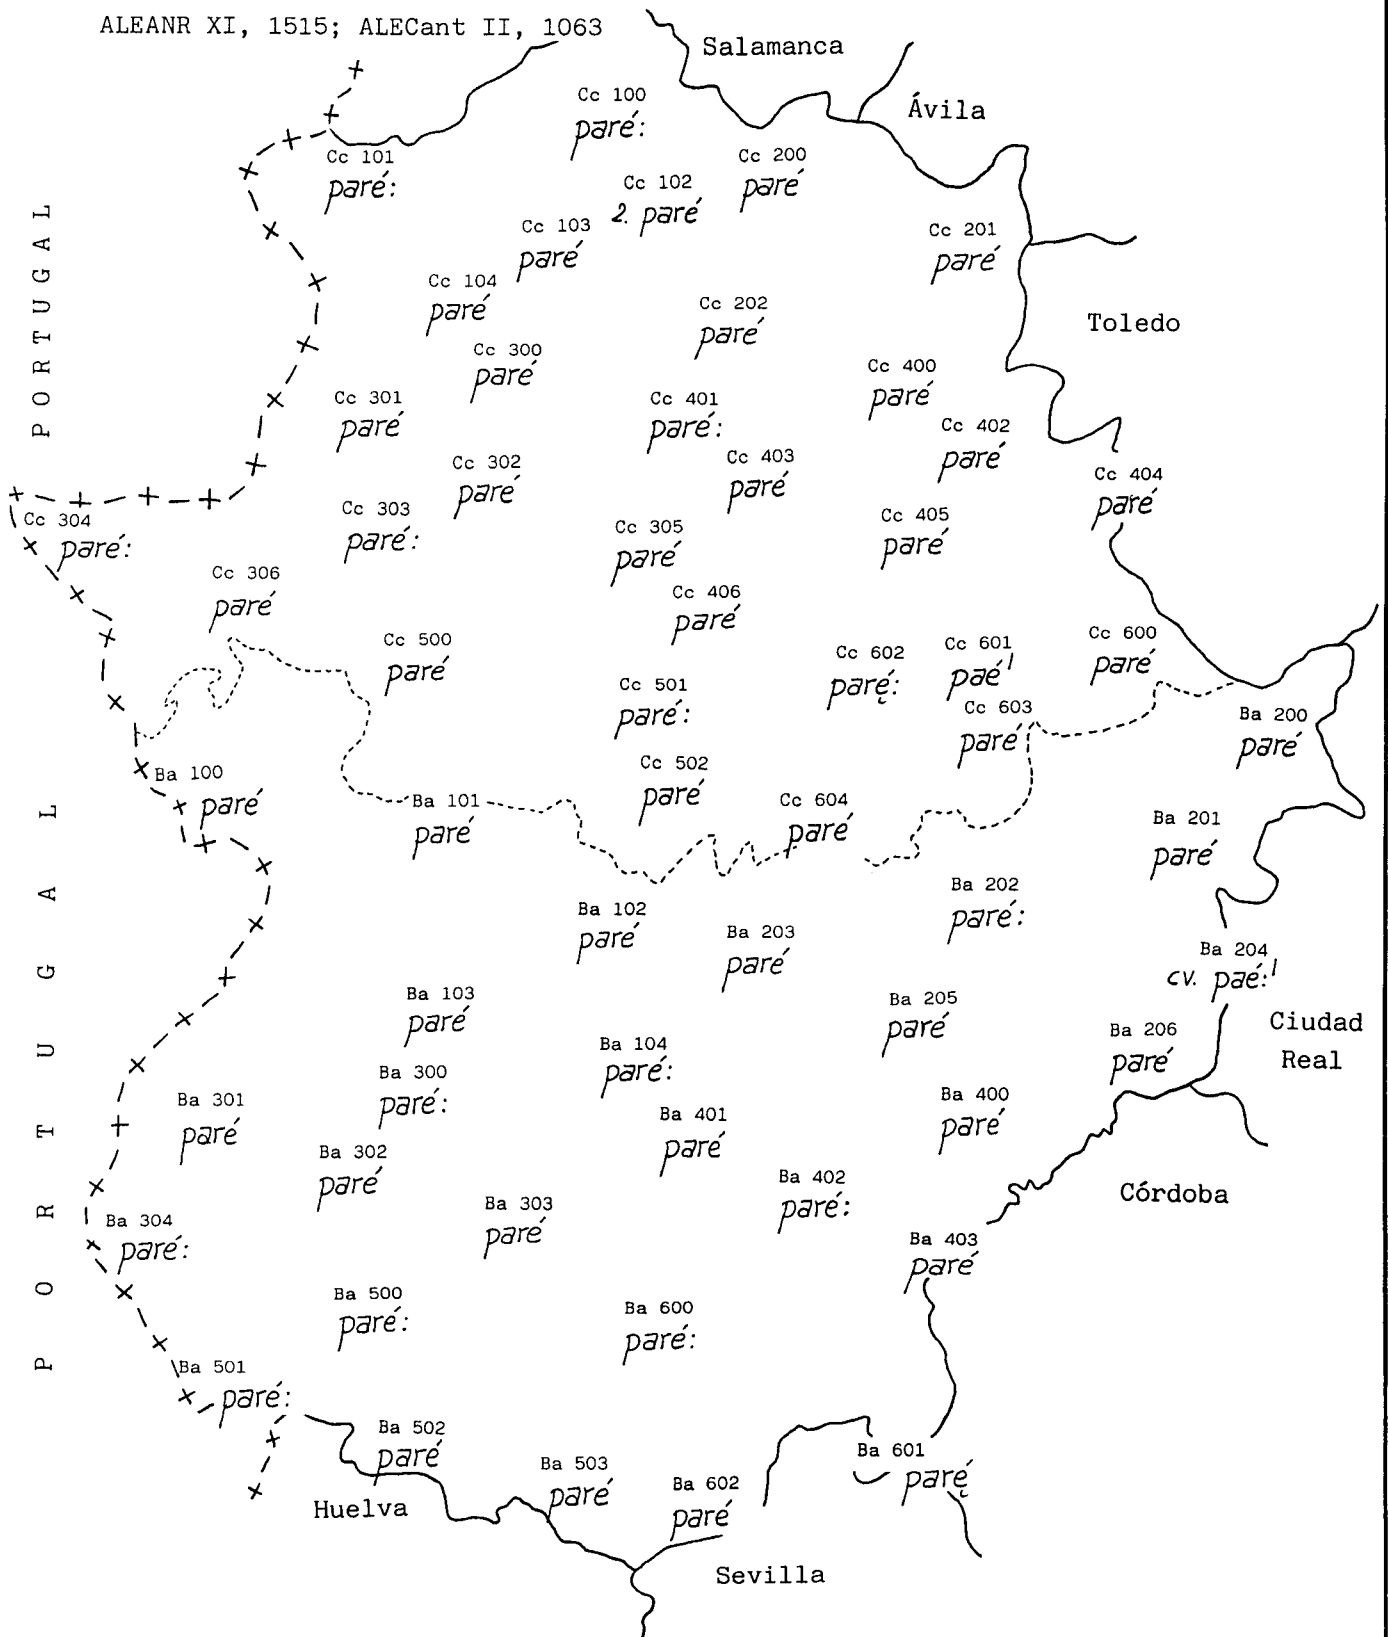 ALEANR XI, 1515; ALECant II, 1063
Salamanca
Ávila
Cc 100
paré:
Cc 101
paré:
Cc 200
paré
Cc 102
2. paré
Cc 103
paré
Cc 201
paré
Cc 104
paré
Cc 202
paré
Toledo
PORTUGAL
Cc 300
paré
Cc 400
paré
Cc 301
paré
Cc 401
paré:
Cc 402
paré
Cc 302
paré
Cc 403
paré
Cc 404
paré
Cc 303
paré:
Cc 304
paré:
Cc 305
paré
Cc 405
paré
Cc 306
paré
Cc 406
paré
Cc 500
paré
Cc 602
parę́:
Cc 601
paé|
Cc 600
paré
Cc 501
paré:
Cc 603
paré
Ba 200
paré
Cc 502
paré
Ba 100
paré
Ba 101
paré
Cc 604
paré
Ba 201
paré
PORTUGAL
Ba 102
paré
Ba 203
paré
Ba 202
paré:
Ba 204
cv. paé:|
Ba 103
paré
Ba 205
paré
Ciudad
Real
Ba 104
paré:
Ba 206
paré
Ba 300
paré:
Ba 301
paré
Ba 401
paré
Ba 400
paré
Ba 302
paré
Ba 402
paré:
Córdoba
Ba 303
paré
Ba 304
paré:
Ba 403
paré
Ba 500
paré:
Ba 600
paré:
Ba 501
paré:
Ba 502
paré
Ba 503
paré
Ba 602
paré
Ba 601
parę́
Huelva
Sevilla